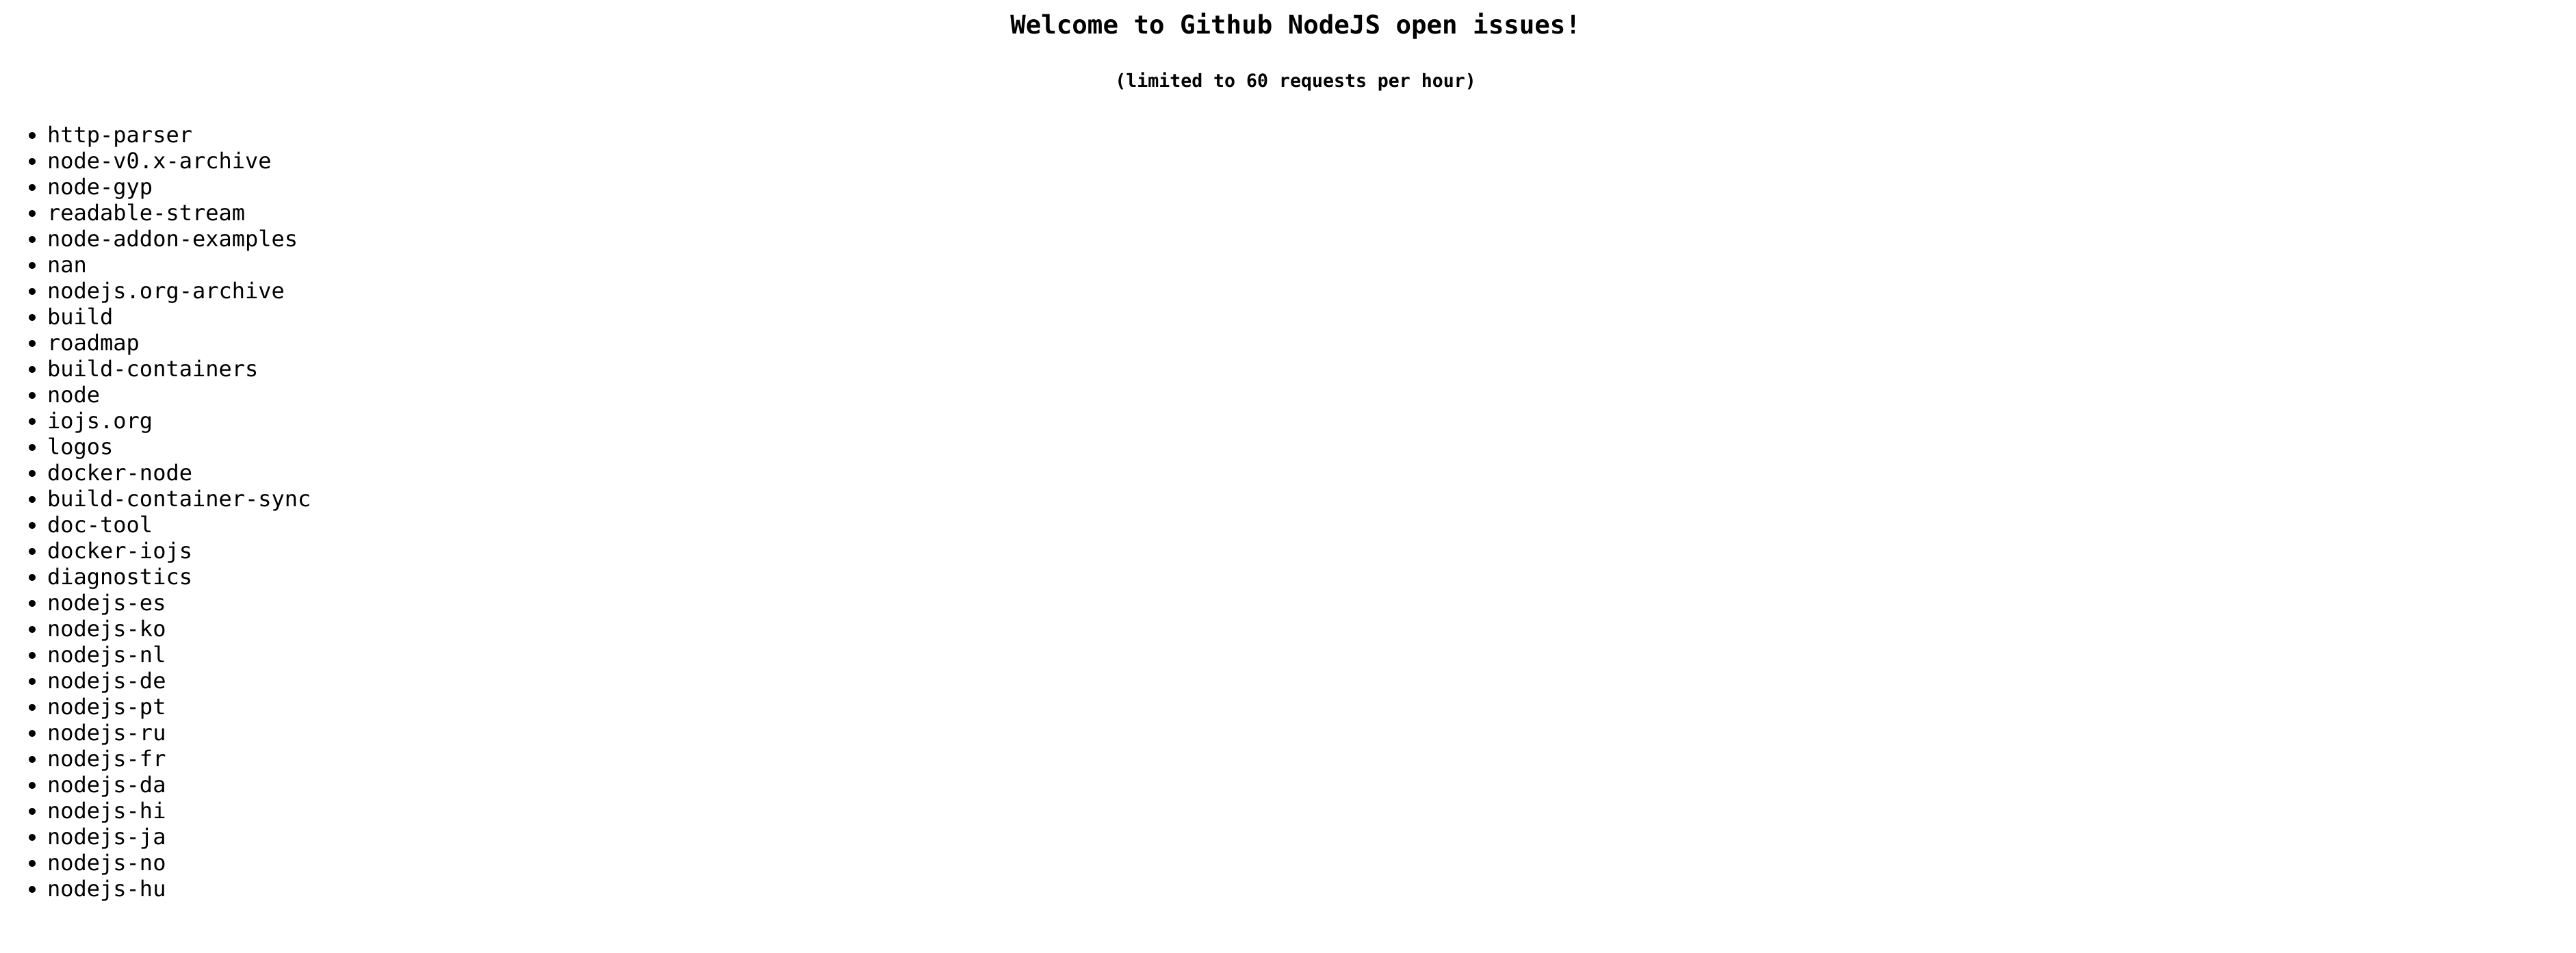 Welcome to Github NodeJS open issues!
(limited to 60 requests per hour)
• http-parser
• node-v0.x-archive
• node-gyp
• readable-stream
• node-addon-examples
• nan
• nodejs.org-archive
• build
• roadmap
• build-containers
• node
• iojs.org
• logos
• docker-node
• build-container-sync
• doc-tool
• docker-iojs
• diagnostics
• nodejs-es
• nodejs-ko
• nodejs-nl
• nodejs-de
• nodejs-pt
• nodejs-ru
• nodejs-fr
• nodejs-da
• nodejs-hi
• nodejs-ja
• nodejs-no
• nodejs-hu